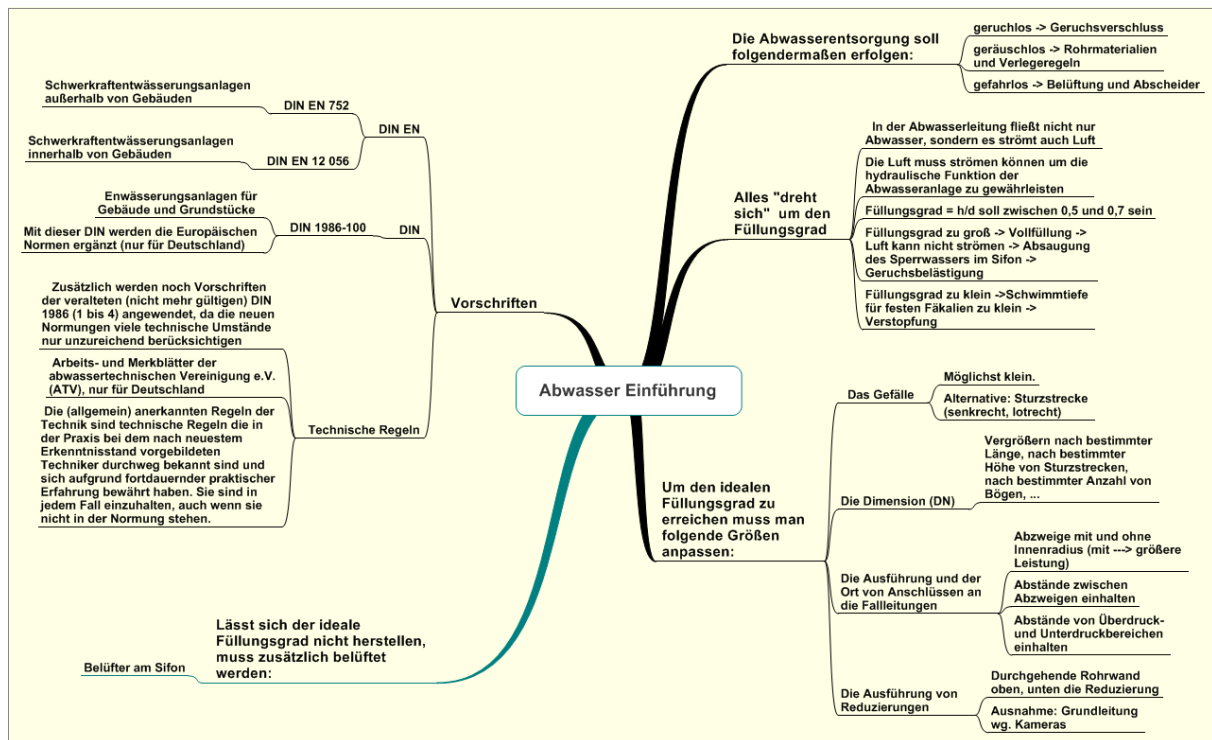 Abwasser Einführung
Die Abwasserentsorgung soll
folgendermaßen erfolgen:
geruchlos -> Geruchsverschluss
geräuschlos -> Rohrmaterialien
und Verlegeregeln
gefahrlos -> Belüftung und Abscheider
Alles "dreht
sich" um den
Füllungsgrad
In der Abwasserleitung fließt nicht nur
Abwasser, sondern es strömt auch Luft
Die Luft muss strömen können um die
hydraulische Funktion der
Abwasseranlage zu gewährleisten
Füllungsgrad = h/d soll zwischen 0,5 und 0,7 sein
Füllungsgrad zu groß -> Vollfüllung ->
Luft kann nicht strömen -> Absaugung
des Sperrwassers im Sifon ->
Geruchsbelästigung
Füllungsgrad zu klein ->Schwimmtiefe
für festen Fäkalien zu klein ->
Verstopfung
Um den idealen
Füllungsgrad zu
erreichen muss man
folgende Größen
anpassen:
Das Gefälle
Möglichst klein.
Alternative: Sturzstrecke
(senkrecht, lotrecht)
Die Dimension (DN)
Vergrößern nach bestimmter
Länge, nach bestimmter
Höhe von Sturzstrecken,
nach bestimmter Anzahl von
Bögen, ...
Die Ausführung und der
Ort von Anschlüssen an
die Fallleitungen
Abzweige mit und ohne
Innenradius (mit ---> größere
Leistung)
Abstände zwischen
Abzweigen einhalten
Abstände von Überdruck-
und Unterdruckbereichen
einhalten
Die Ausführung von
Reduzierungen
Durchgehende Rohrwand
oben, unten die Reduzierung
Ausnahme: Grundleitung
wg. Kameras
Vorschriften
DIN EN
DIN EN 752
Schwerkraftentwässerungsanlagen
außerhalb von Gebäuden
DIN EN 12 056
Schwerkraftentwässerungsanlagen
innerhalb von Gebäuden
DIN
DIN 1986-100
Enwässerungsanlagen für
Gebäude und Grundstücke
Mit dieser DIN werden die Europäischen
Normen ergänzt (nur für Deutschland)
Technische Regeln
Zusätzlich werden noch Vorschriften
der veralteten (nicht mehr gültigen) DIN
1986 (1 bis 4) angewendet, da die neuen
Normungen viele technische Umstände
nur unzureichend berücksichtigen
Arbeits- und Merkblätter der
abwassertechnischen Vereinigung e.V.
(ATV), nur für Deutschland
Die (allgemein) anerkannten Regeln der
Technik sind technische Regeln die in
der Praxis bei dem nach neuestem
Erkenntnisstand vorgebildeten
Techniker durchweg bekannt sind und
sich aufgrund fortdauernder praktischer
Erfahrung bewährt haben. Sie sind in
jedem Fall einzuhalten, auch wenn sie
nicht in der Normung stehen.
Lässt sich der ideale
Füllungsgrad nicht herstellen,
muss zusätzlich belüftet
werden:
Belüfter am Sifon